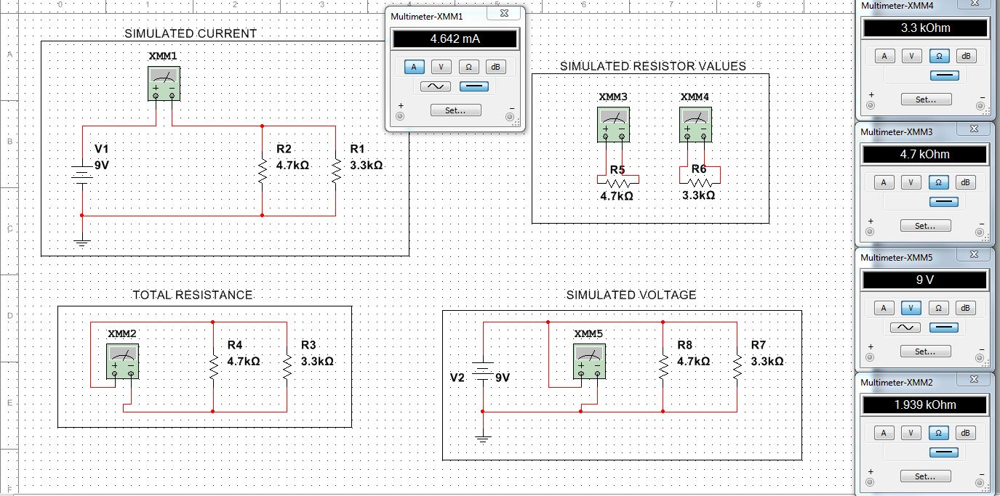 0 1 2 3 4 5 6 7 8
A
B
C
D
E
F
SIMULATED CURRENT
XMM1
+ -
V1
9V
R2
4.7kΩ
R1
3.3kΩ
Multimeter-XMM1
4.642 mA
A V Ω dB
+ -
Set...
SIMULATED RESISTOR VALUES
XMM3 XMM4
+ - + -
R5 R6
4.7kΩ 3.3kΩ
TOTAL RESISTANCE
XMM2
+ -
R4
4.7kΩ
R3
3.3kΩ
SIMULATED VOLTAGE
XMM5
+ -
V2 9V
R8
4.7kΩ
R7
3.3kΩ
Multimeter-XMM4
3.3 kOhm
A V Ω dB
+ -
Set...
Multimeter-XMM3
4.7 kOhm
A V Ω dB
+ -
Set...
Multimeter-XMM5
9 V
A V Ω dB
+ -
Set...
Multimeter-XMM2
1.939 kOhm
A V Ω dB
+ -
Set...